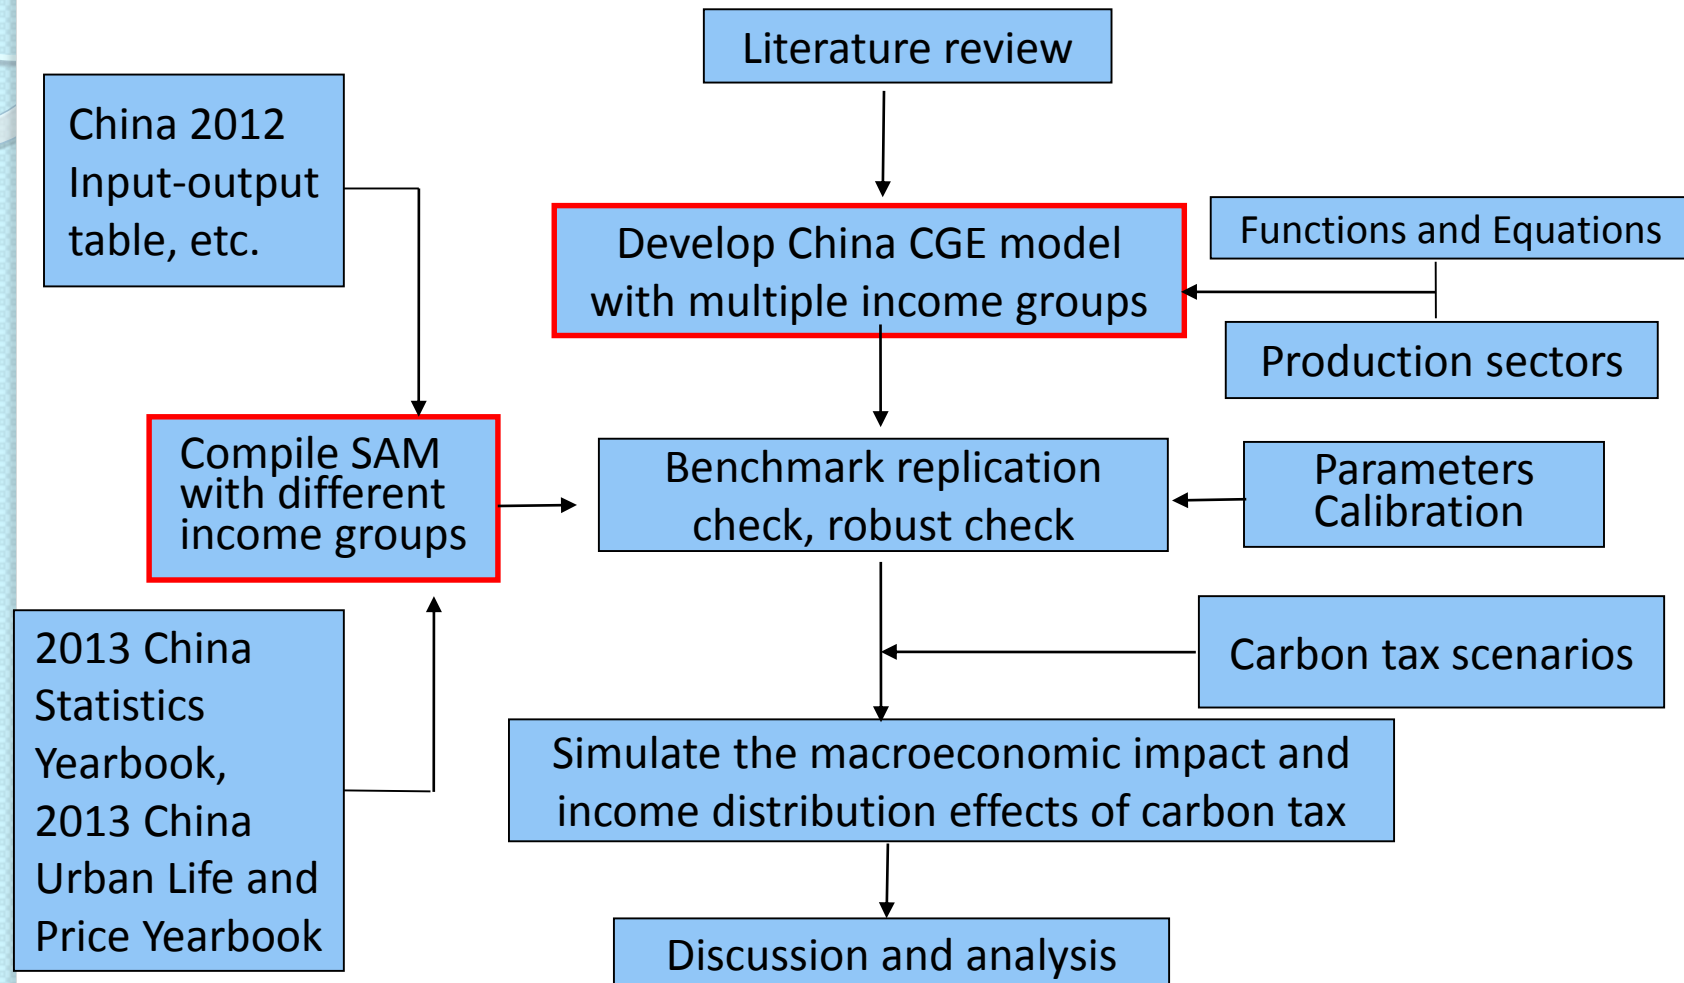 Literature review
China 2012
Input-output
table, etc.
Develop China CGE model
with multiple income groups
Functions and Equations
Production sectors
Compile SAM
with different
income groups
Benchmark replication
check, robust check
Parameters
Calibration
2013 China
Statistics
Yearbook,
2013 China
Urban Life and
Price Yearbook
Carbon tax scenarios
Simulate the macroeconomic impact and
income distribution effects of carbon tax
Discussion and analysis